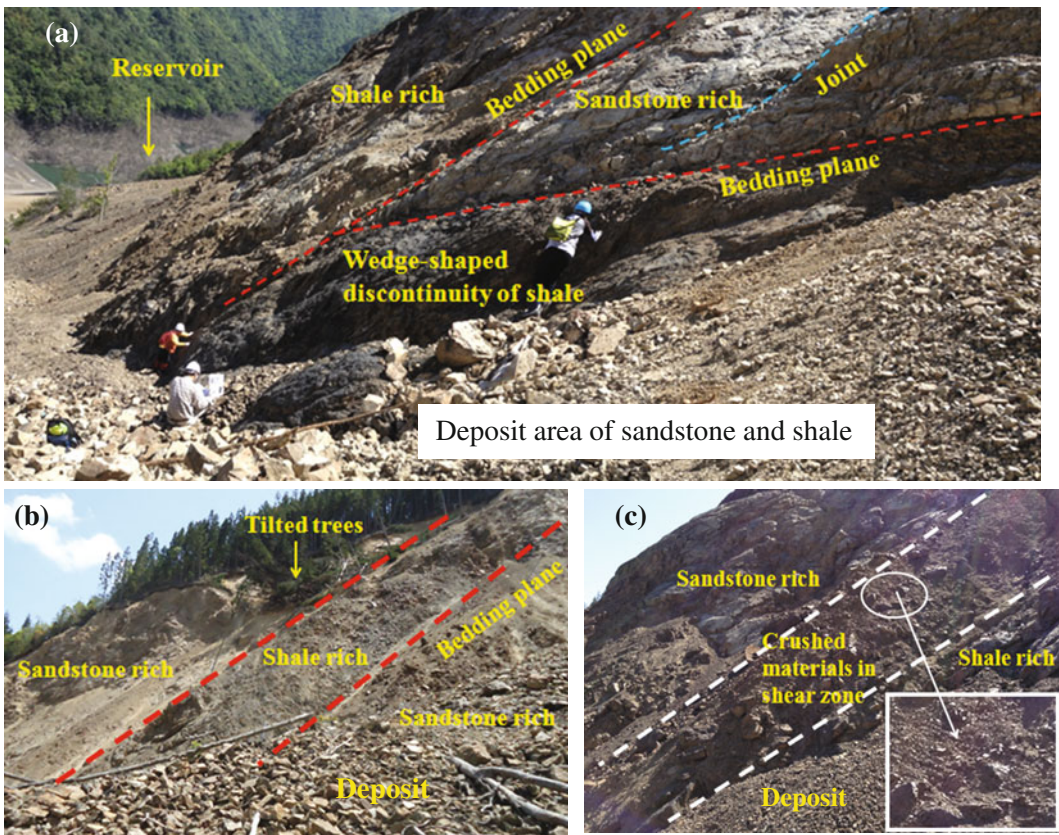 (a)
Reservoir
Shale rich
Bedding plane
Sandstone rich
Joint
Bedding plane
Wedge-shaped
discontinuity of shale
Deposit area of sandstone and shale
(b)
Tilted trees
Sandstone rich
Shale rich
Bedding plane
Sandstone rich
Deposit
(c)
Sandstone rich
Crushed
materials in
shear zone
Shale rich
Deposit